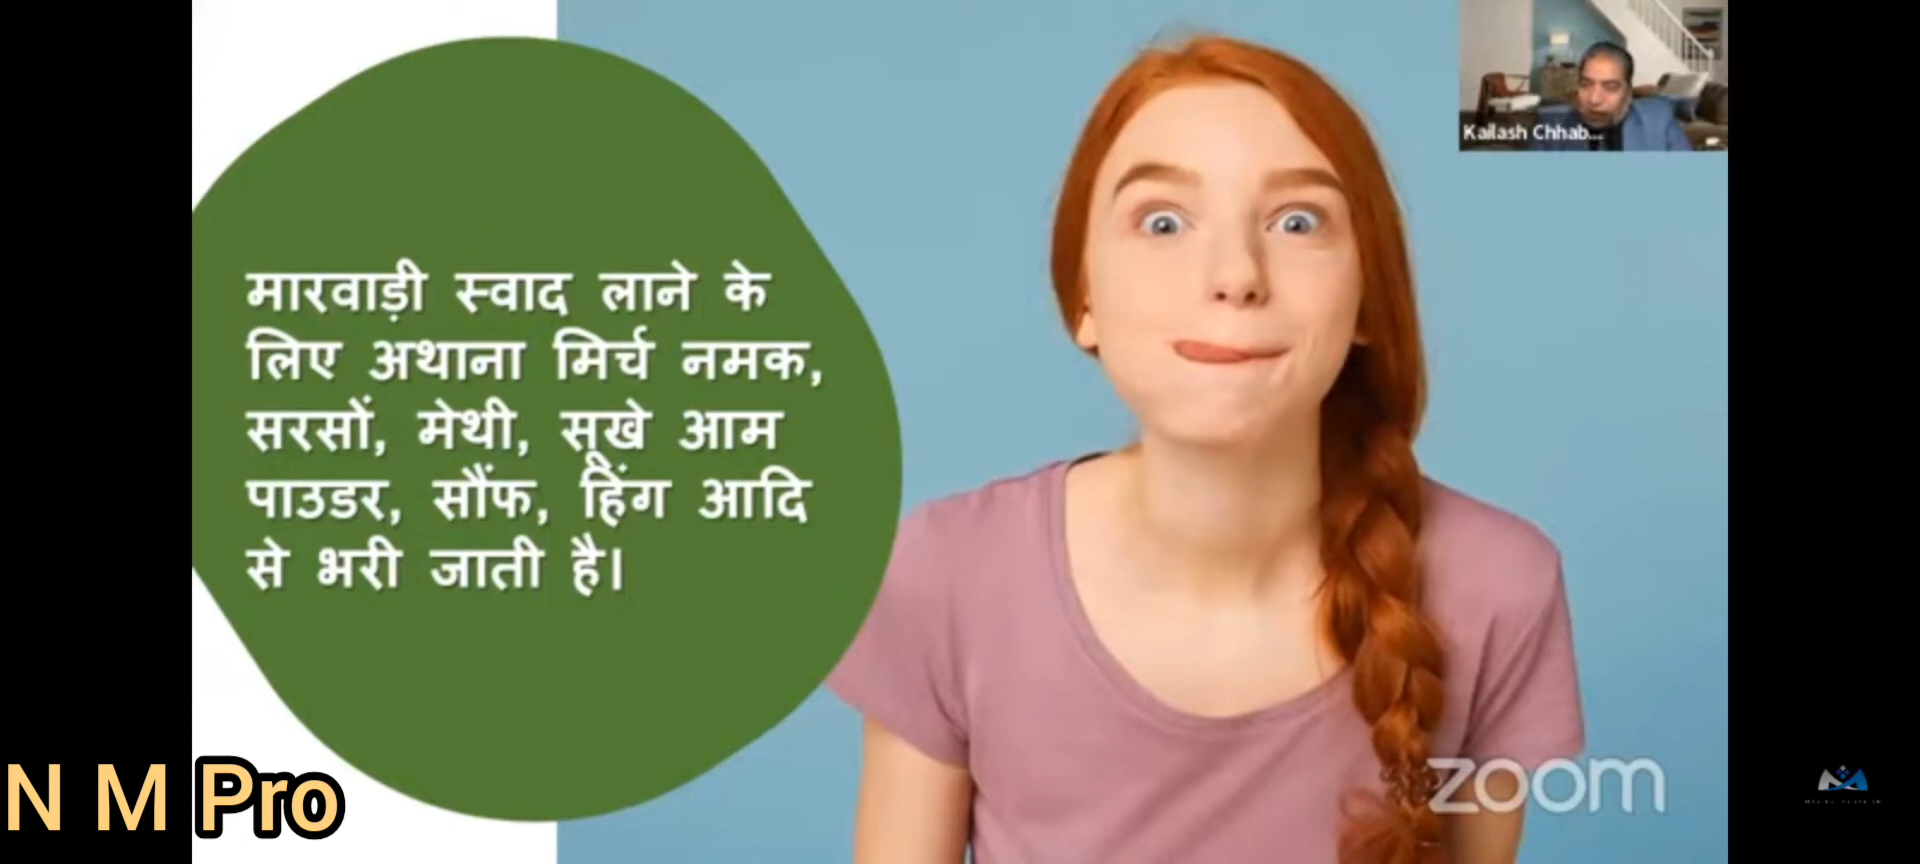 Kailash Chhab...
मारवाड़ी स्वाद लाने के
लिए अथाना मिर्च नमक,
सरसों, मेथी, सूखे आम
पाउडर, सौंफ, हिंग आदि
से भरी जाती है।
zoom
N M Pro